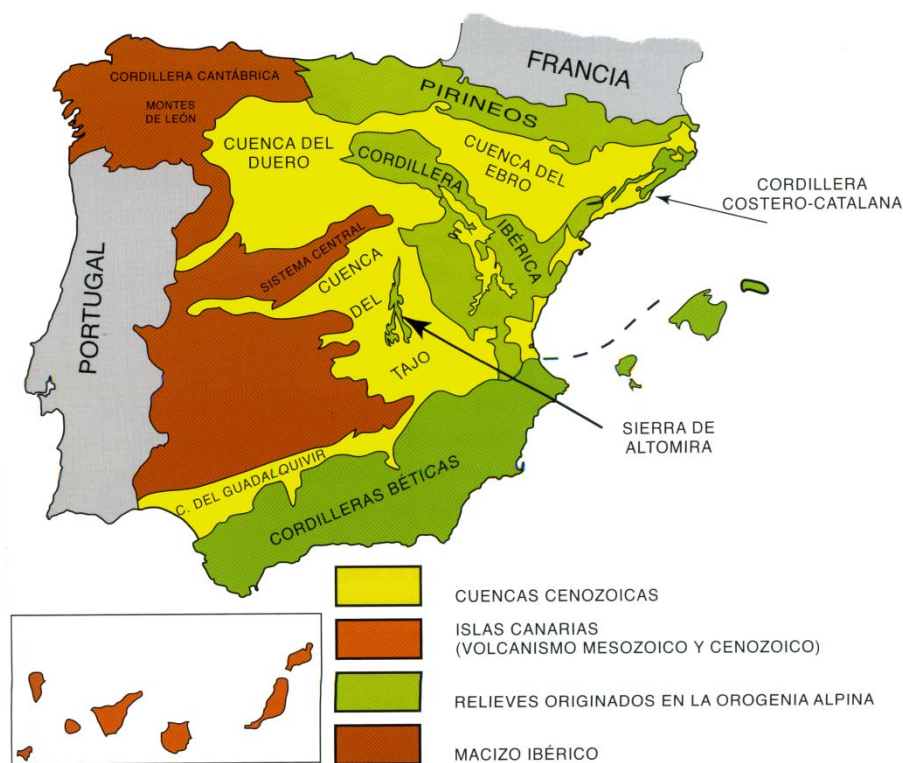 FRANCIA
CORDILLERA CANTÁBRICA
PIRINEOS
MONTES
DE LEÓN
CUENCA DEL
DUERO
CORDILLERA
IBÉRICA
CUENCA DEL
EBRO
CORDILLERA
COSTERO-CATALANA
SISTEMA CENTRAL
CUENCA
DEL
TAJO
PORTUGAL
SIERRA DE
ALTOMIRA
C. DEL GUADALQUIVIR
CORDILLERAS BÉTICAS
CUENCAS CENOZOICAS
ISLAS CANARIAS
(VOLCANISMO MESOZOICO Y CENOZOICO)
RELIEVES ORIGINADOS EN LA OROGENIA ALPINA
MACIZO IBÉRICO